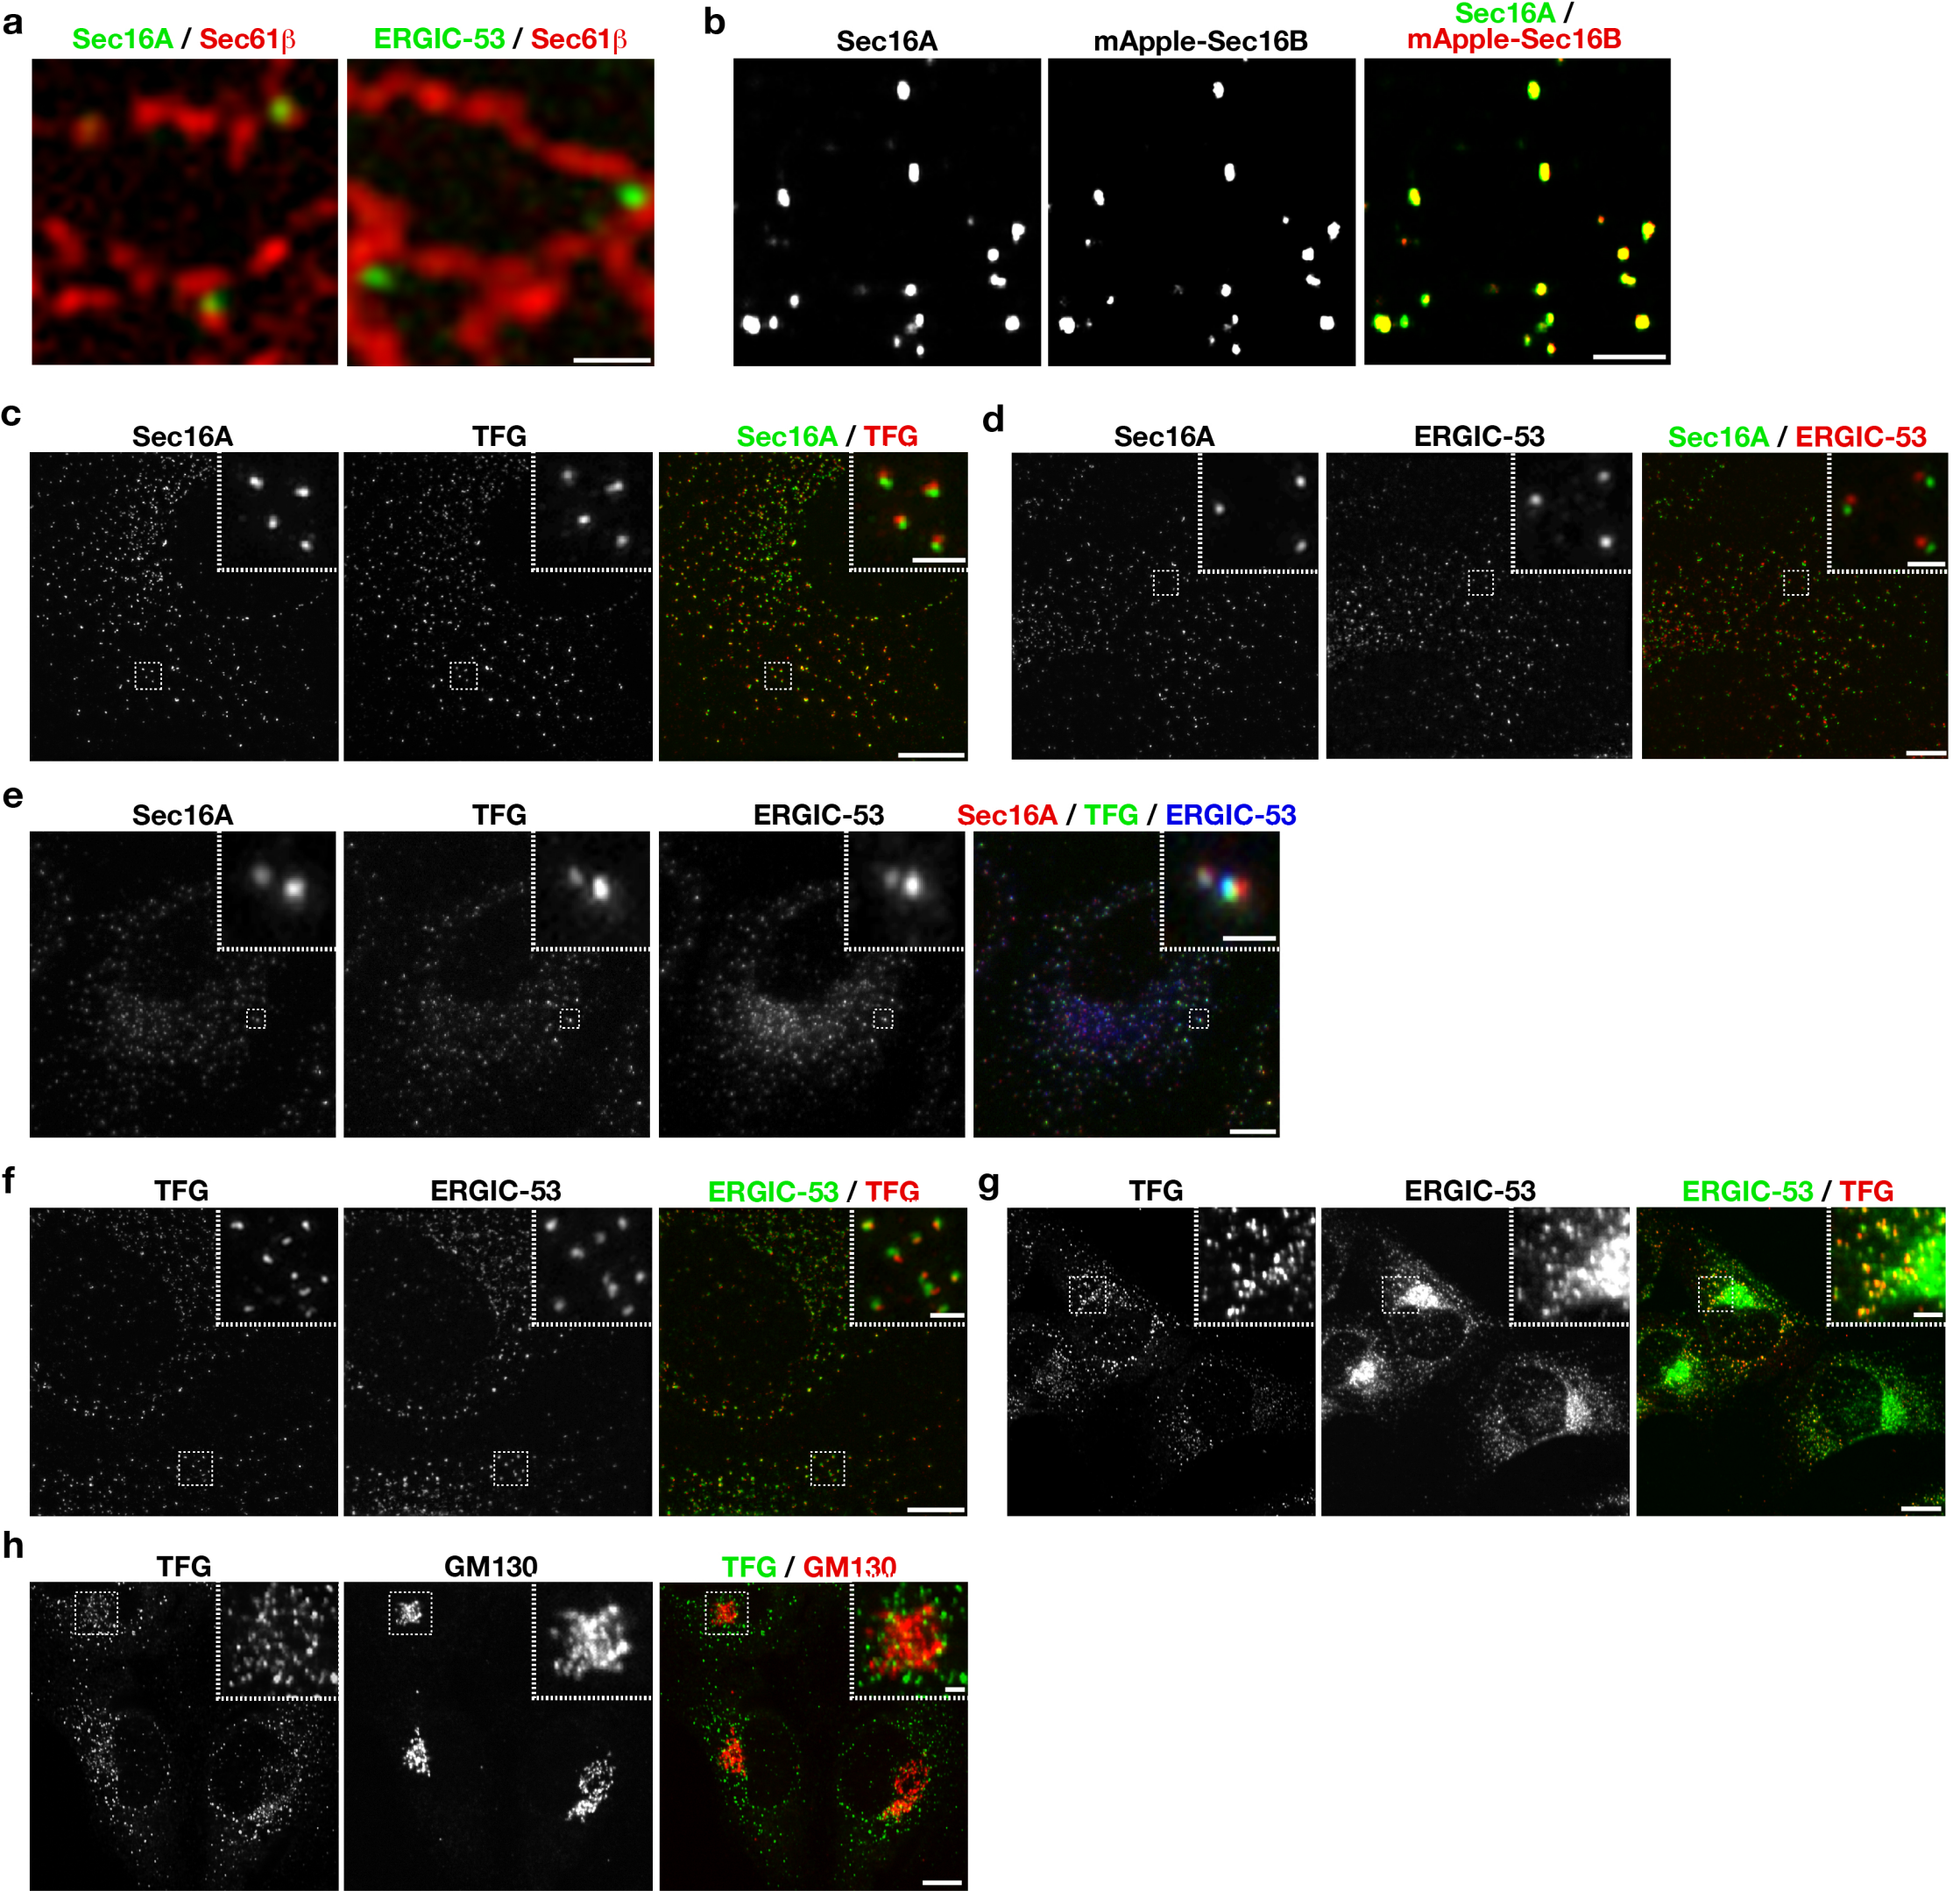 a
Sec16A / Sec61β
ERGIC-53 / Sec61β
b
Sec16A
mApple-Sec16B
Sec16A /
mApple-Sec16B
c
Sec16A
TFG
Sec16A / TFG
d
Sec16A
ERGIC-53
Sec16A / ERGIC-53
e
Sec16A
TFG
ERGIC-53
Sec16A / TFG / ERGIC-53
f
TFG
ERGIC-53
ERGIC-53 / TFG
g
TFG
ERGIC-53
ERGIC-53 / TFG
h
TFG
GM130
TFG / GM130